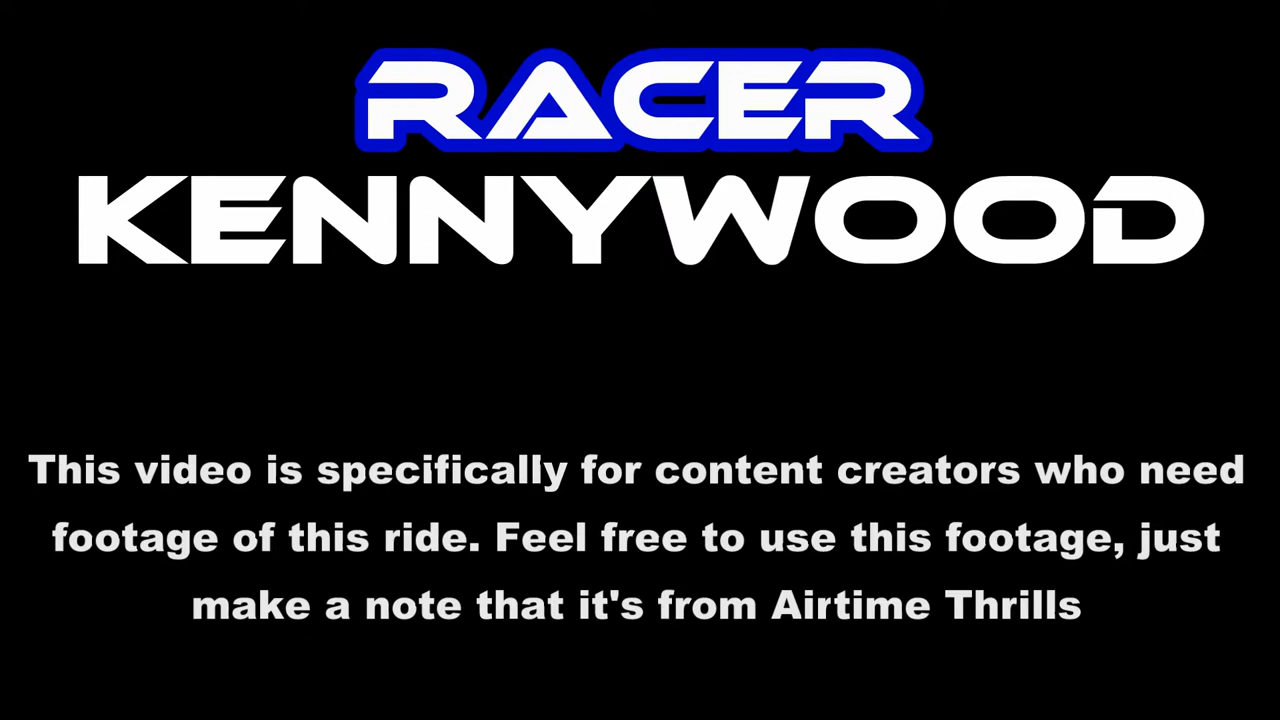 RACER
KENNYWOOD
This video is specifically for content creators who need
footage of this ride. Feel free to use this footage, just
make a note that it's from Airtime Thrills